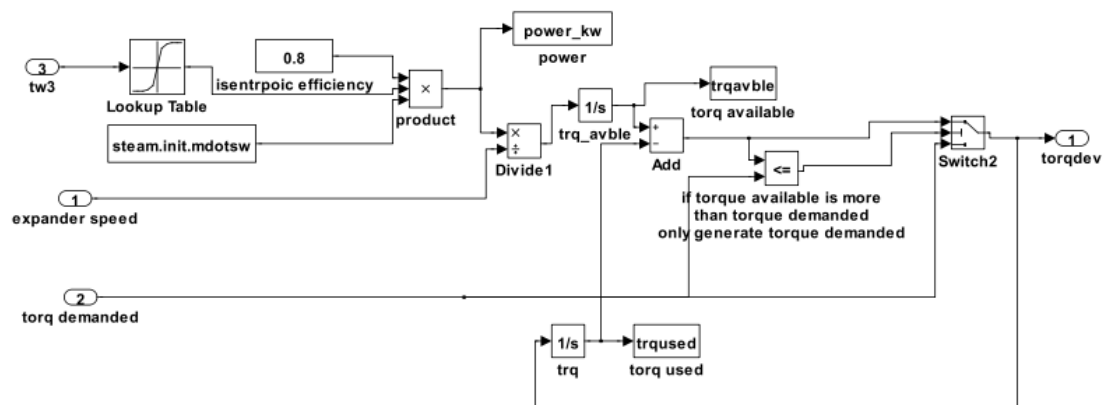 power_kw
power
3
tw3
Lookup Table
0.8
isentrpoic efficiency
×
product
steam.init.mdotsw
1
expander speed
×
÷
Divide1
1/s
trq_avble
trqavble
torq available
+
−
Add
<=
if torque available is more
than torque demanded
only generate torque demanded
Switch2
1
torqdev
2
torq demanded
1/s
trq
trqused
torq used